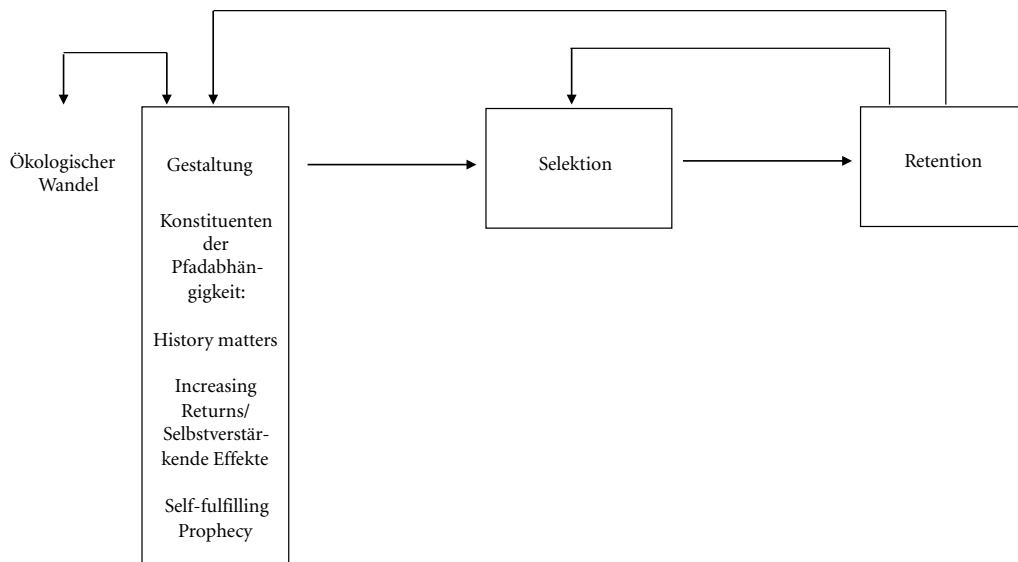 Ökologischer
Wandel
Gestaltung
Konstituenten
der
Pfadabhän-
gigkeit:
History matters
Increasing
Returns/
Selbstverstär-
kende Effekte
Self-fulfilling
Prophecy
Selektion
Retention